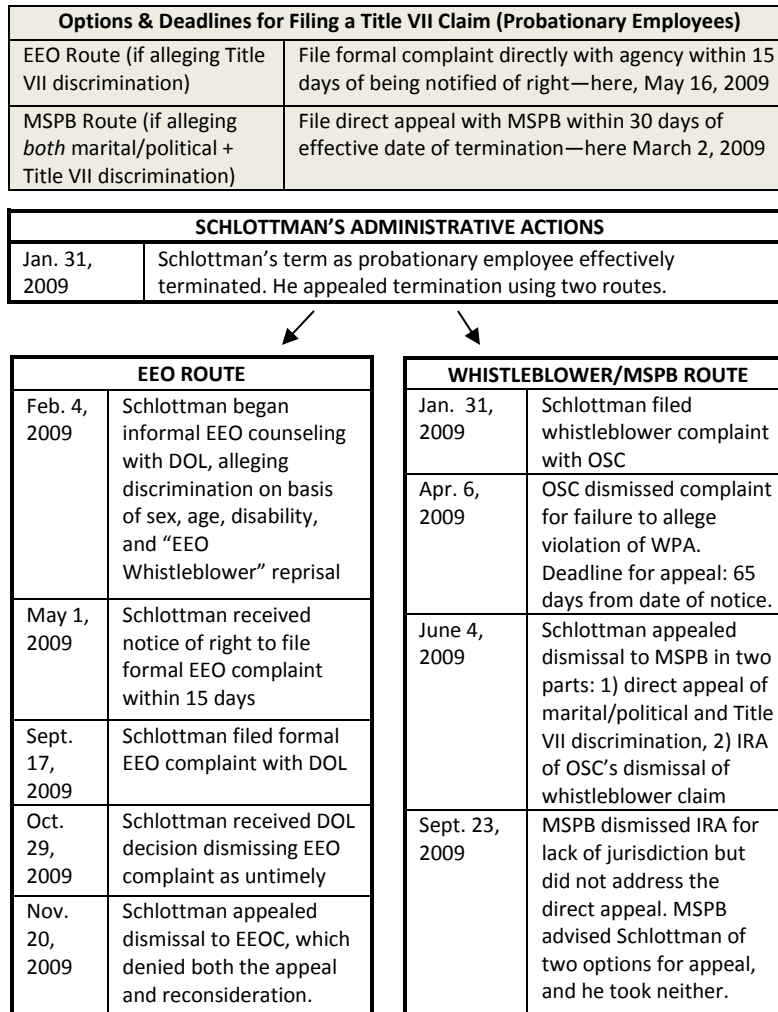 Options & Deadlines for Filing a Title VII Claim (Probationary Employees)
EEO Route (if alleging Title
VII discrimination)
File formal complaint directly with agency within 15
days of being notified of right—here, May 16, 2009
MSPB Route (if alleging
both marital/political +
Title VII discrimination)
File direct appeal with MSPB within 30 days of
effective date of termination—here March 2, 2009
SCHLOTTMAN'S ADMINISTRATIVE ACTIONS
Jan. 31,
2009
Schlottman's term as probationary employee effectively
terminated. He appealed termination using two routes.
EEO ROUTE
Feb. 4,
2009
Schlottman began
informal EEO counseling
with DOL, alleging
discrimination on basis
of sex, age, disability,
and “EEO
Whistleblower” reprisal
May 1,
2009
Schlottman received
notice of right to file
formal EEO complaint
within 15 days
Sept.
17,
2009
Schlottman filed formal
EEO complaint with DOL
Oct.
29,
2009
Schlottman received DOL
decision dismissing EEO
complaint as untimely
Nov.
20,
2009
Schlottman appealed
dismissal to EEOC, which
denied both the appeal
and reconsideration.
WHISTLEBLOWER/MSPB ROUTE
Jan. 31,
2009
Schlottman filed
whistleblower complaint
with OSC
Apr. 6,
2009
OSC dismissed complaint
for failure to allege
violation of WPA.
Deadline for appeal: 65
days from date of notice.
June 4,
2009
Schlottman appealed
dismissal to MSPB in two
parts: 1) direct appeal of
marital/political and Title
VII discrimination, 2) IRA
of OSC's dismissal of
whistleblower claim
Sept. 23,
2009
MSPB dismissed IRA for
lack of jurisdiction but
did not address the
direct appeal. MSPB
advised Schlottman of
two options for appeal,
and he took neither.